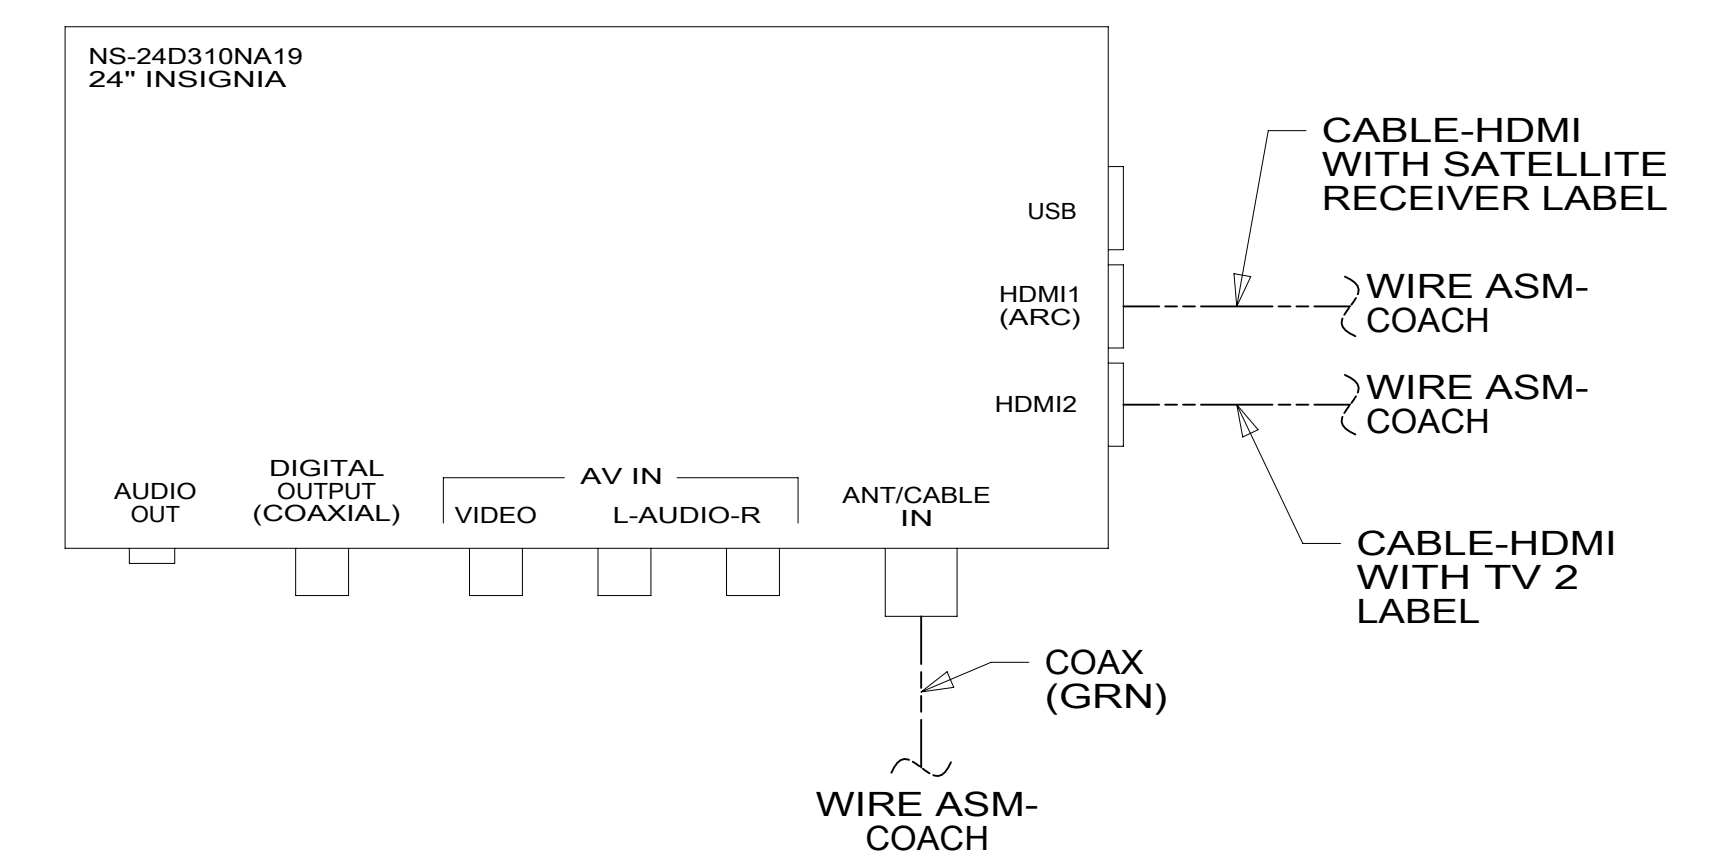 NS-24D310NA19
24" INSIGNIA
CABLE-HDMI
WITH SATELLITE
RECEIVER LABEL
USB
HDMI1
(ARC)
WIRE ASM-
COACH
HDMI2
WIRE ASM-
COACH
AUDIO
OUT
DIGITAL
OUTPUT
(COAXIAL)
AV IN
VIDEO
L-AUDIO-R
ANT/CABLE
IN
CABLE-HDMI
WITH TV 2
LABEL
COAX
(GRN)
WIRE ASM-
COACH